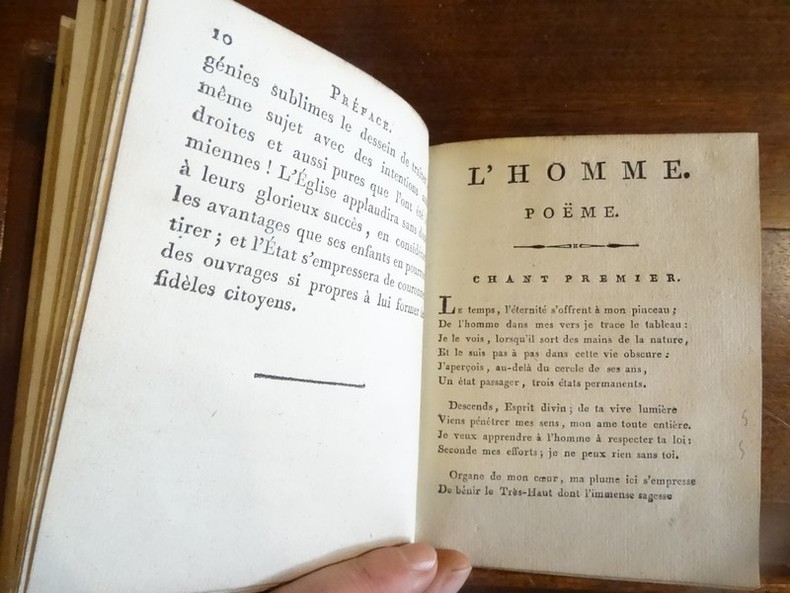 10
PRÉFACE.
génies sublimes le dessein de
même sujet avec des intentions
droites et aussi pures que l'ont été
miennes ! L'Église applaudira sans
à leurs glorieux succès, en
les avantages que ses enfants en
tirer ; et l'État s'empressera de
des ouvrages si propres à lui former
fidèles citoyens.
L'HOMME.
POËME.
CHANT PREMIER.
LE temps, l'éternité s'offrent à mon pinceau ;
De l'homme dans mes vers je trace le tableau :
Je le vois, lorsqu'il sort des mains de la nature,
Et le suis pas à pas dans cette vie obscure :
J'aperçois, au-delà du cercle de ses ans,
Un état passager, trois états permanents.
Descends, Esprit divin ; de ta vive lumière
Viens pénétrer mes sens, mon ame toute entière.
Je veux apprendre à l'homme à respecter ta loi :
Seconde mes efforts ; je ne peux rien sans toi.
Organe de mon cœur, ma plume ici s'empresse
De bénir le Très-Haut dont l'immense sagesse